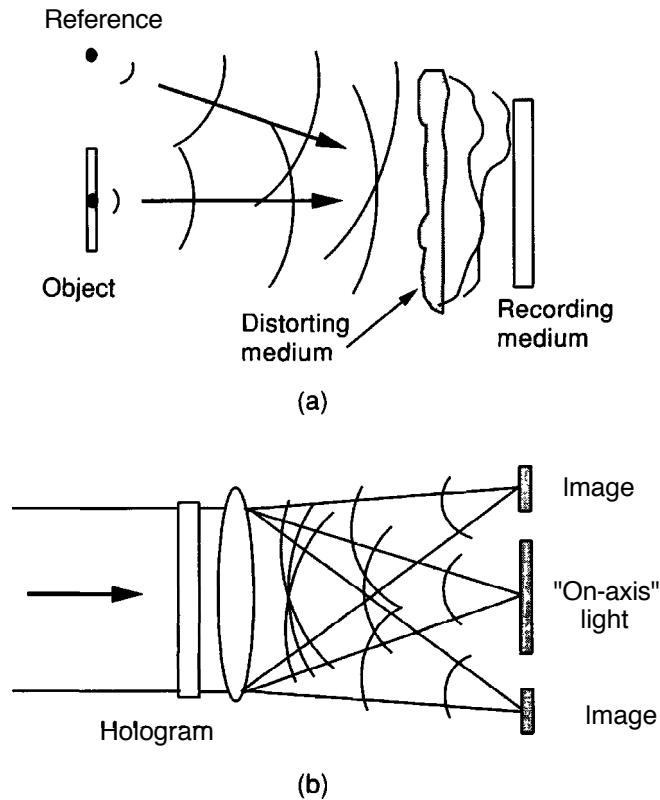 Reference
Object
Distorting
medium
Recording
medium
(a)
Image
"On-axis"
light
Image
Hologram
(b)